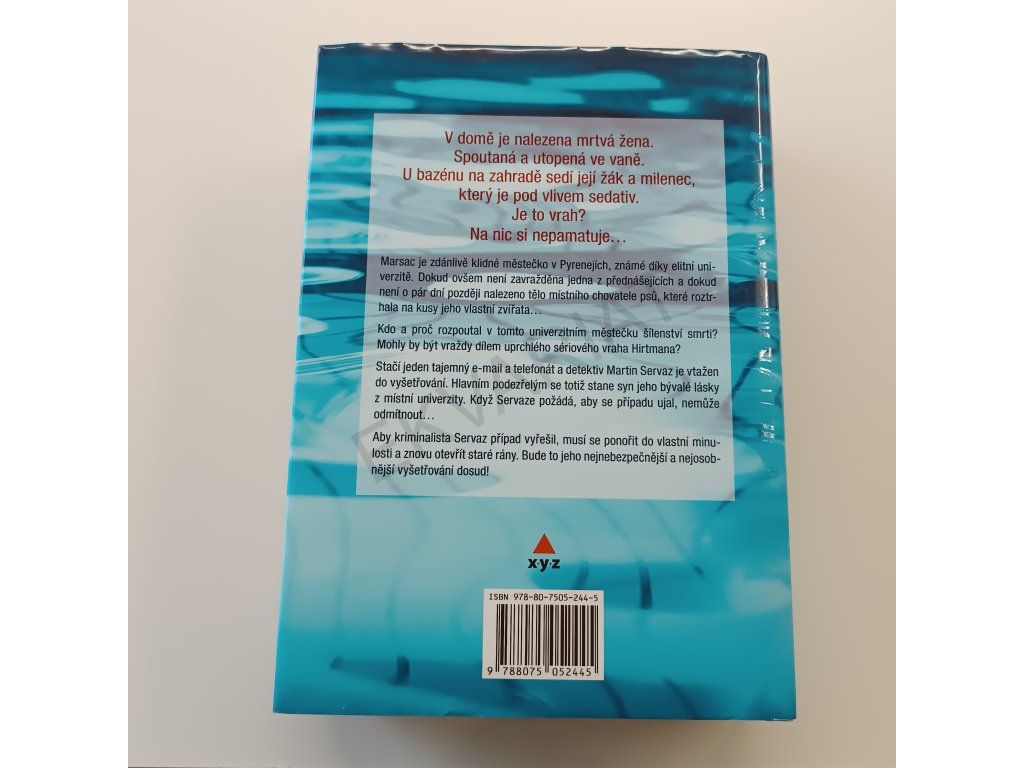 V domě je nalezena mrtvá žena.
Spoutaná a utopená ve vaně.
U bazénu na zahradě sedí její žák a milenec,
který je pod vlivem sedativ.
Je to vrah?
Na nic si nepamatuje...
Marsac je zdánlivě klidné městečko v Pyrenejích, známé díky elitní uni-
verzitě. Dokud ovšem není zavražděna jedna z přednášejících a dokud
není o pár dní později nalezeno tělo místního chovatele psů, které roztr-
hala na kusy jeho vlastní zvířata...
Kdo a proč rozpoutal v tomto univerzitním městečku šílenství smrti?
Mohly by být vraždy dílem uprchlého sériového vraha Hirtmana?
Stačí jeden tajemný e-mail a telefonát a detektiv Martin Servaz je vtažen
do vyšetřování. Hlavním podezřelým se totiž stane syn jeho bývalé lásky
z místní univerzity. Když Servaze požádá, aby se případu ujal, nemůže
odmítnout...
Aby kriminalista Servaz případ vyřešil, musí se ponořit do vlastní minu-
losti a znovu otevřít staré rány. Bude to jeho nejnebezpečnější a nejosob-
nější vyšetřování dosud!
x·y·z
ISBN 978-80-7505-244-5
9 788075 052445